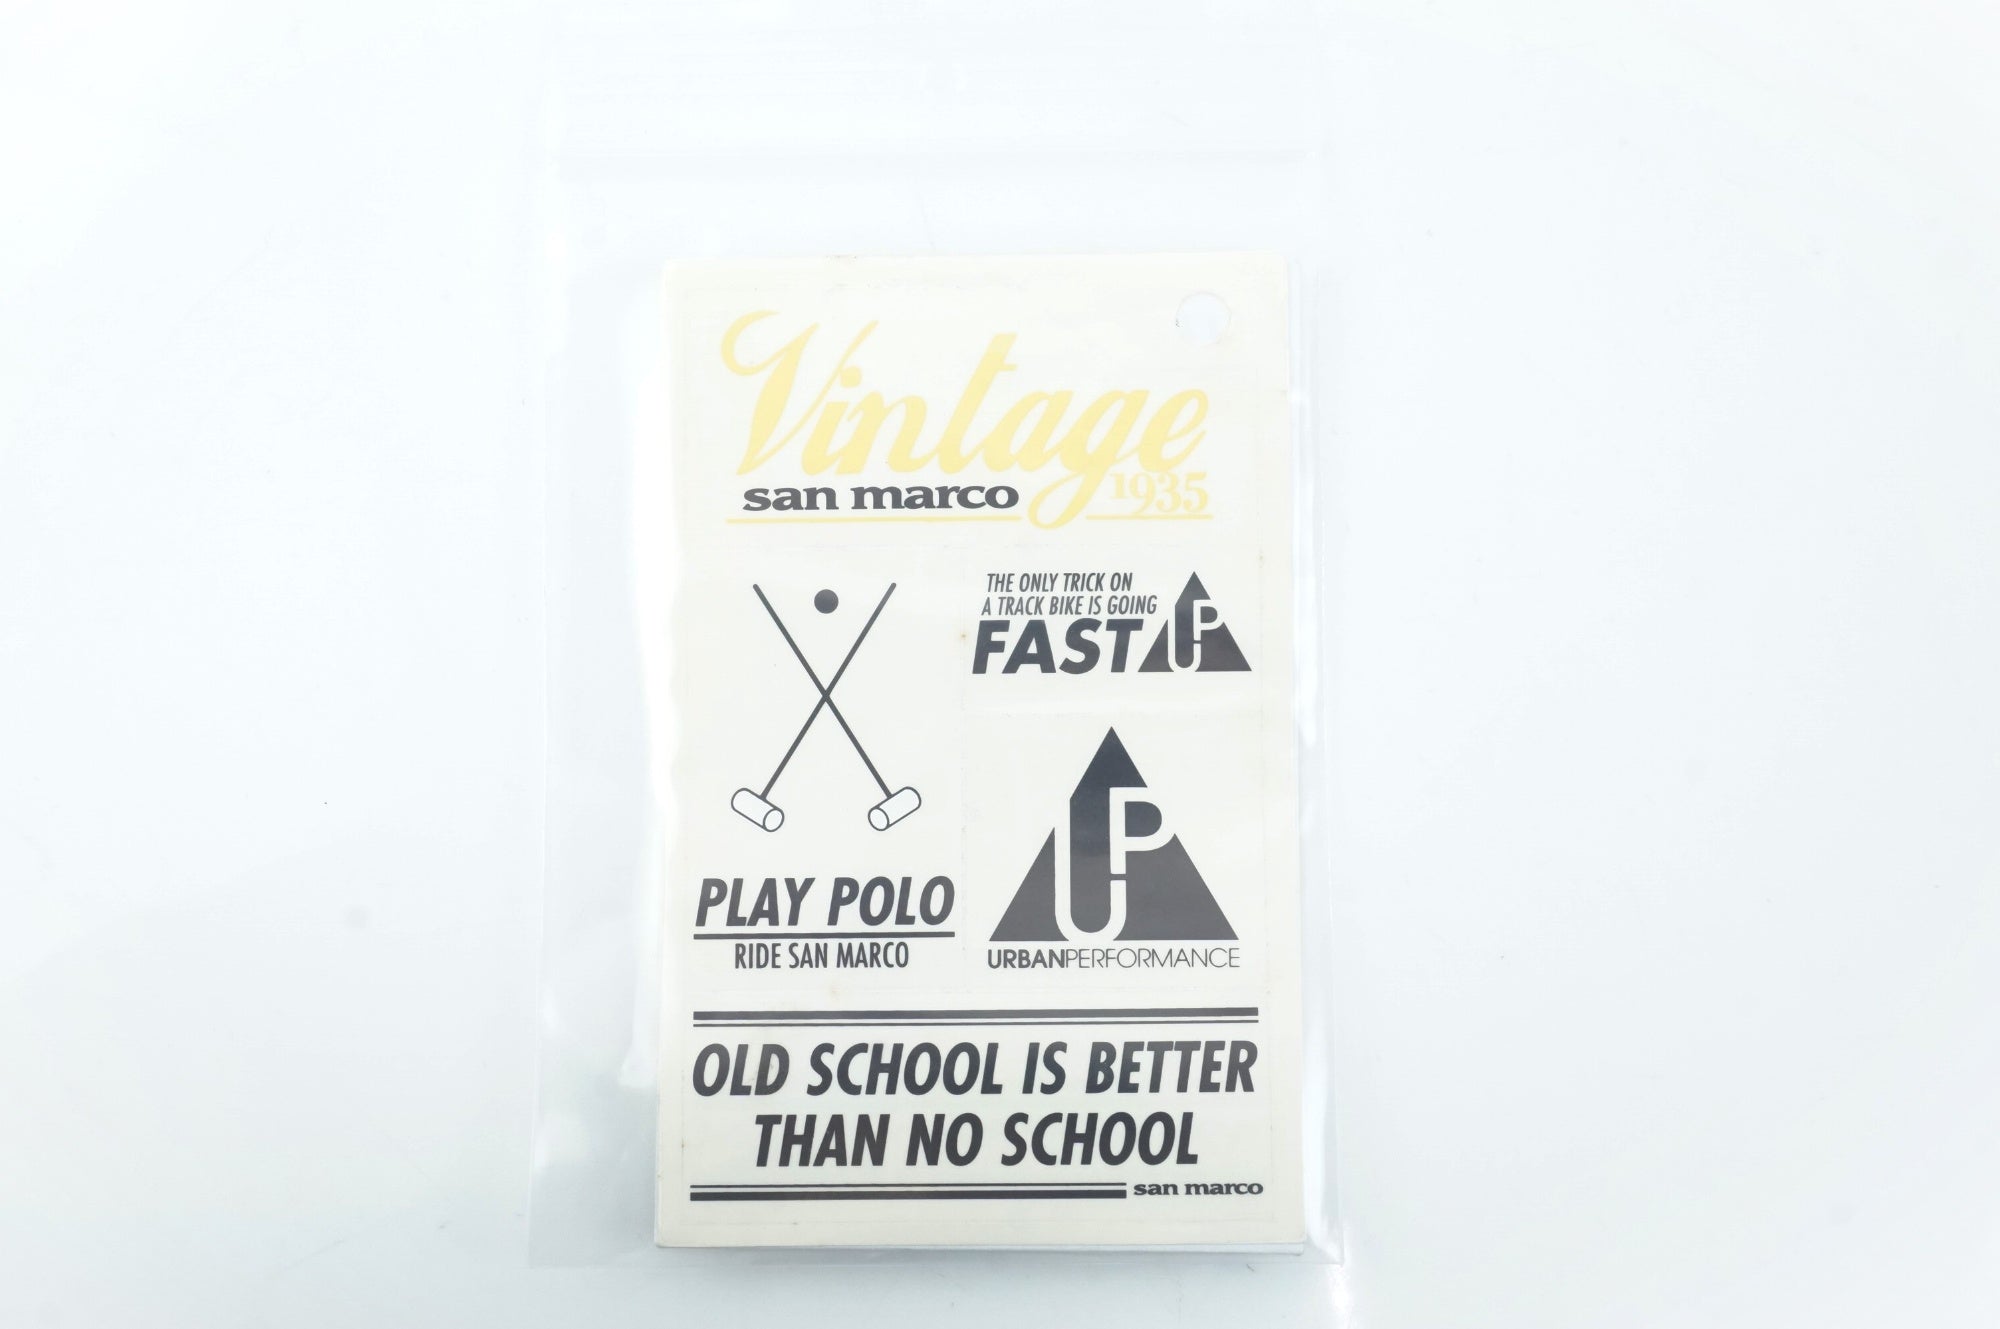 Vintage
san marco 1935
THE ONLY TRICK ON
A TRACK BIKE IS GOING
FAST UP
PLAY POLO
RIDE SAN MARCO
UP
URBANPERFORMANCE
OLD SCHOOL IS BETTER
THAN NO SCHOOL
san marco